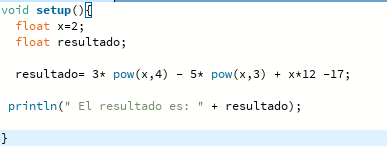 void setup(){
float x=2;
float resultado;
resultado= 3* pow(x,4) - 5* pow(x,3) + x*12 -17;
println(" El resultado es: " + resultado);
}